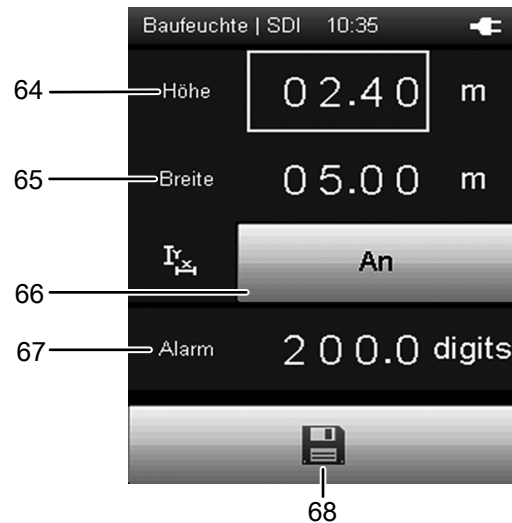 Baufeuchte | SDI 10:35
64 Höhe 02.40 m
65 Breite 05.00 m
IYX An
66
67 Alarm 200.0 digits
68